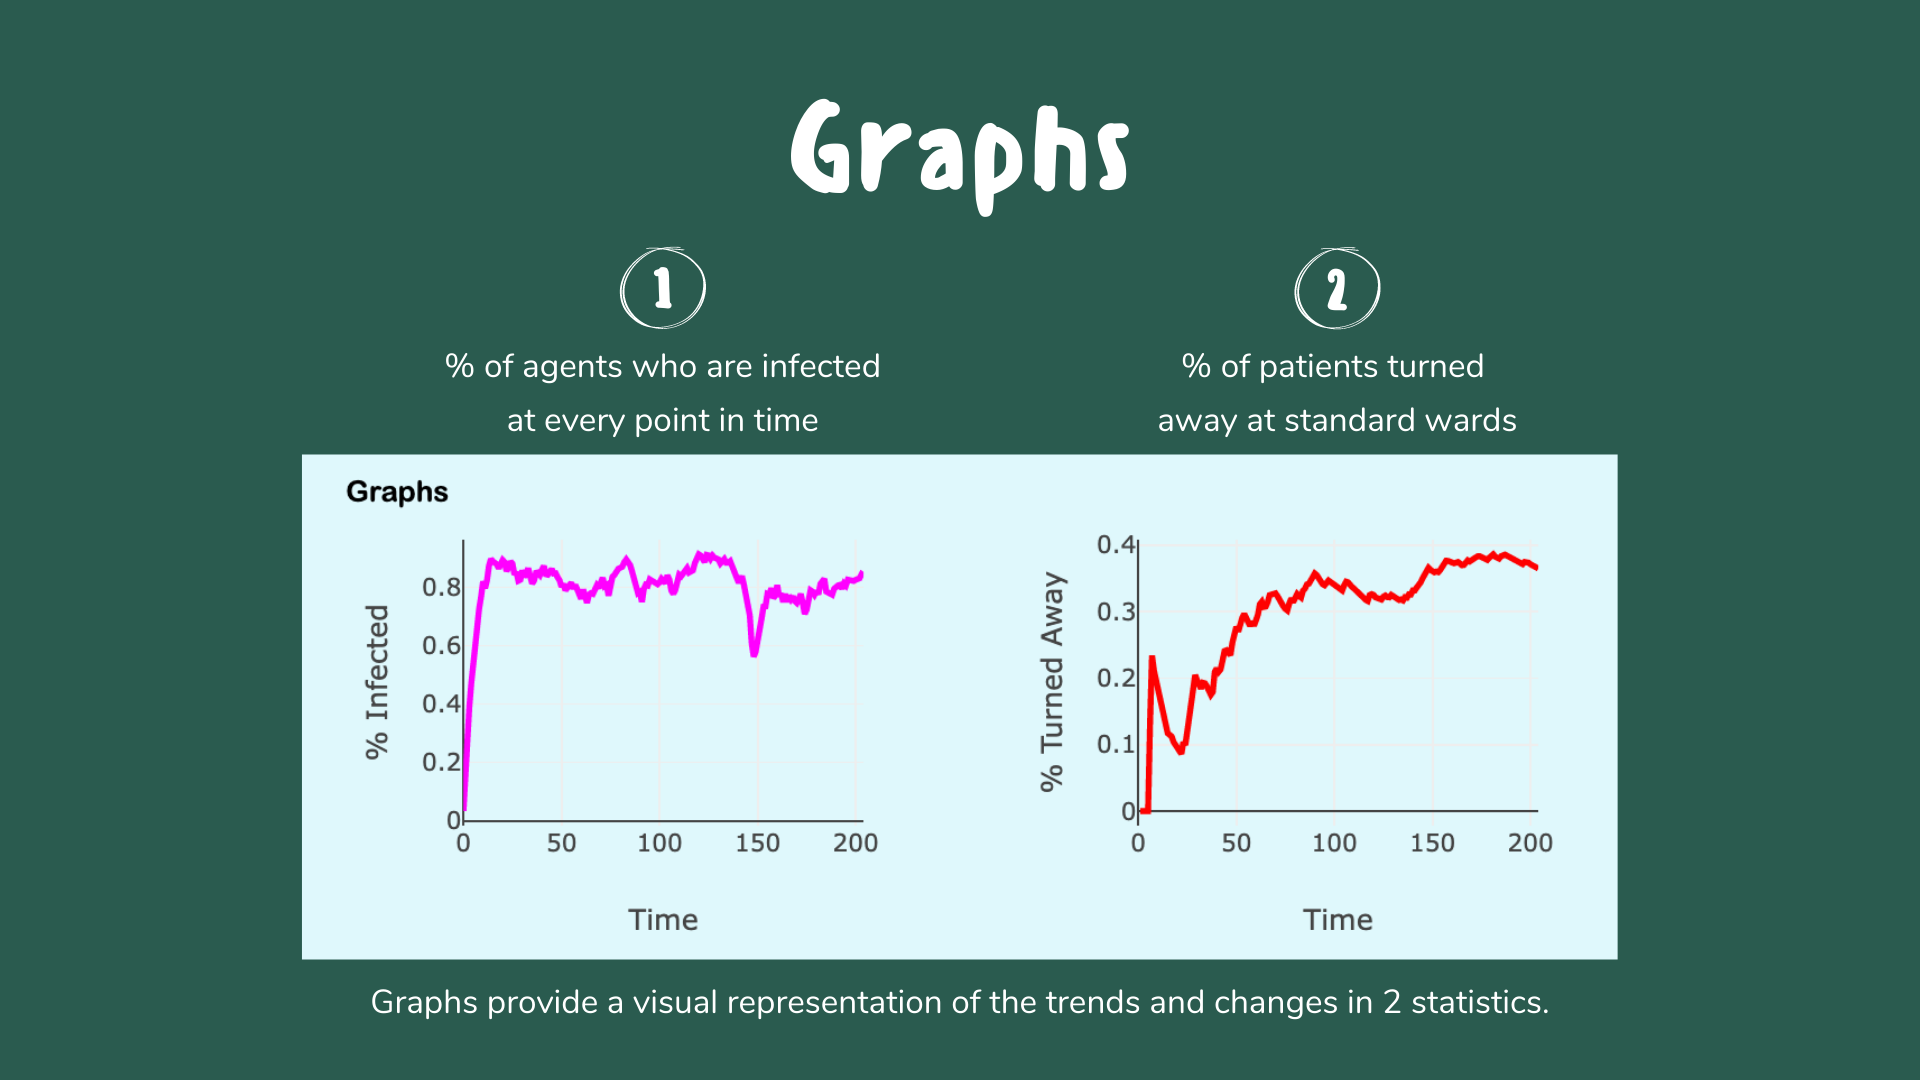 Graphs
1
% of agents who are infected
at every point in time
2
% of patients turned
away at standard wards
Graphs
% Infected
0.8
0.6
0.4
0.2
0
0 50 100 150 200
Time
% Turned Away
0.4
0.3
0.2
0.1
0
0 50 100 150 200
Time
Graphs provide a visual representation of the trends and changes in 2 statistics.